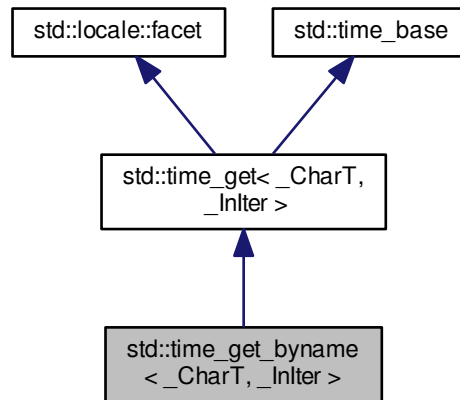 std::locale::facet
std::time_base
std::time_get< _CharT,
_InIter >
std::time_get_byname
< _CharT, _InIter >